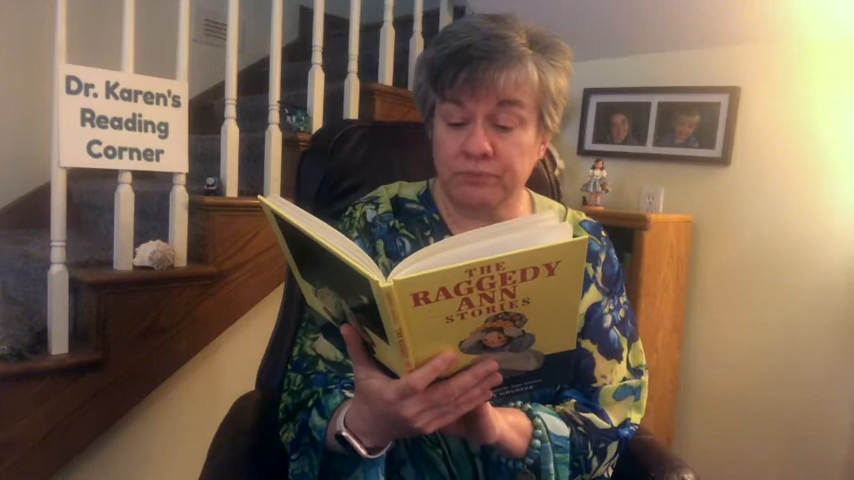 Dr. Karen's
Reading
Corner
THE
RAGGEDY
ANN
STORIES